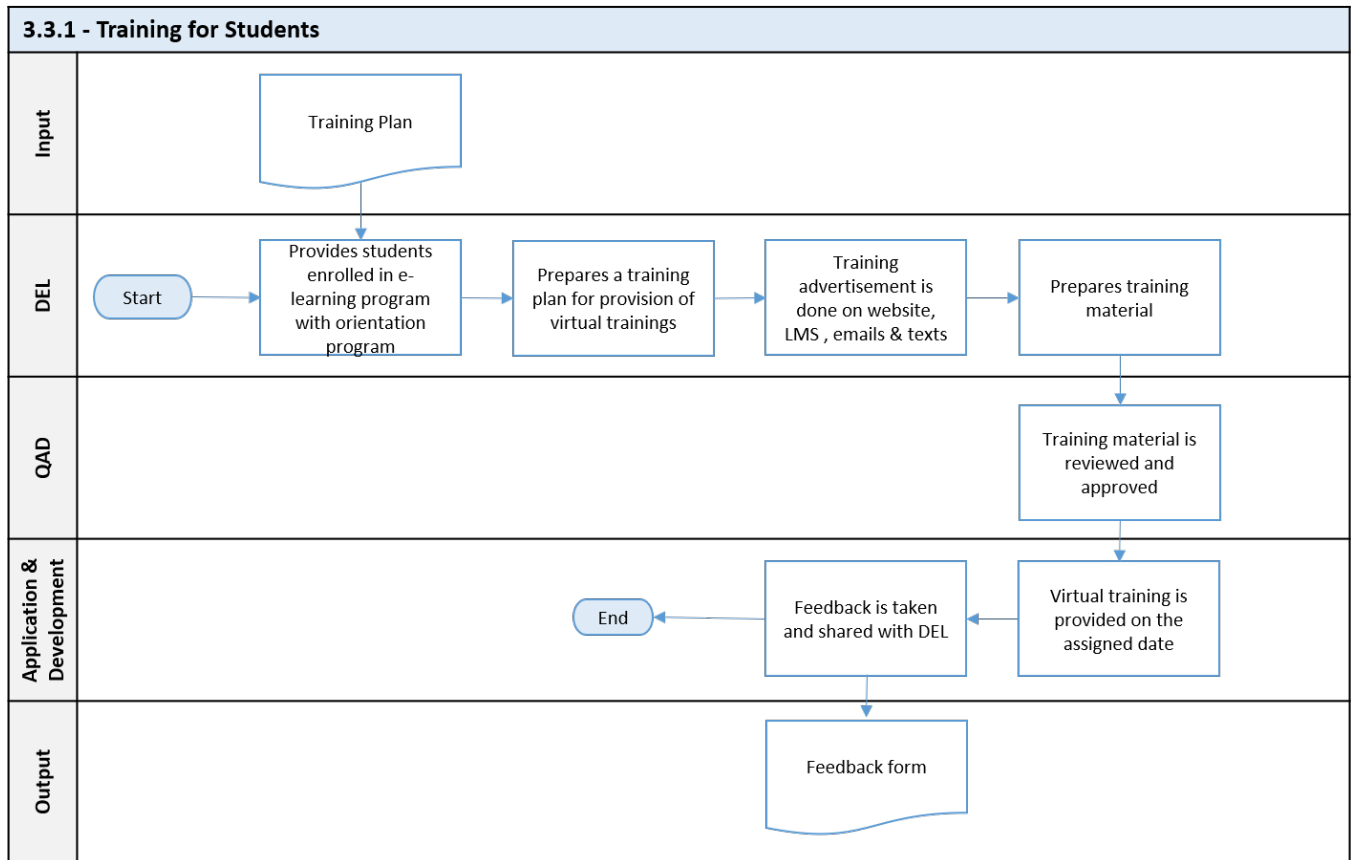 3.3.1 - Training for Students
Input
Training Plan
DEL
Start
Provides students
enrolled in e-
learning program
with orientation
program
Prepares a training
plan for provision of
virtual trainings
Training
advertisement is
done on website,
LMS , emails & texts
Prepares training
material
QAD
Training material is
reviewed and
approved
Application &
Development
End
Feedback is taken
and shared with DEL
Virtual training is
provided on the
assigned date
Output
Feedback form